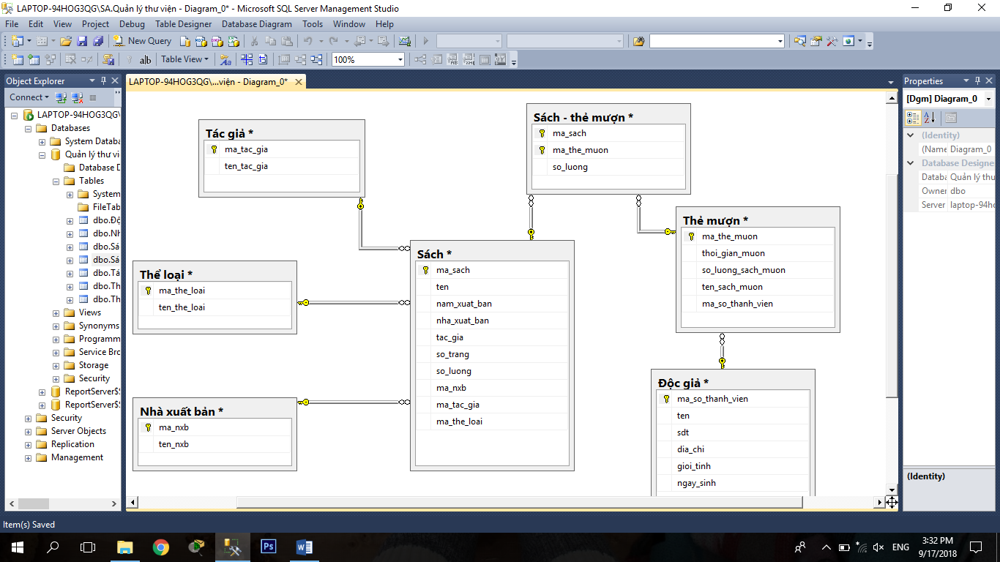 LAPTOP-94HOG3QG\SA.Quản lý thư viện - Diagram_0* - Microsoft SQL Server Management Studio
File Edit View Project Debug Table Designer Database Diagram Tools Window Help
New Query
ab| Table View 100%
Object Explorer
Connect
LAPTOP-94HOG3QG\
Databases
System Databa
Quản lý thư vi
Database D
Tables
System
FileTab
dbo.Độ
dbo.Nh
dbo.Sá
dbo.Sá
dbo.Tá
dbo.Th
dbo.Th
Views
Synonyms
Programm
Service Bro
Storage
Security
ReportServer$
ReportServer$
Security
Server Objects
Replication
Management
LAPTOP-94HOG3QG\...viện - Diagram_0*
Tác giả *
ma_tac_gia
ten_tac_gia
Thể loại *
ma_the_loai
ten_the_loai
Nhà xuất bản *
ma_nxb
ten_nxb
Sách *
ma_sach
ten
nam_xuat_ban
nha_xuat_ban
tac_gia
so_trang
so_luong
ma_nxb
ma_tac_gia
ma_the_loai
Sách - thẻ mượn *
ma_sach
ma_the_muon
so_luong
Thẻ mượn *
ma_the_muon
thoi_gian_muon
so_luong_sach_muon
ten_sach_muon
ma_so_thanh_vien
Độc giả *
ma_so_thanh_vien
ten
sdt
dia_chi
gioi_tinh
ngay_sinh
Properties
[Dgm] Diagram_0
(Identity)
(Name Diagram_0
Database Designe
Databa Quản lý thư
Owner dbo
Server laptop-94ho
(Identity)
Item(s) Saved
ENG
3:32 PM
9/17/2018